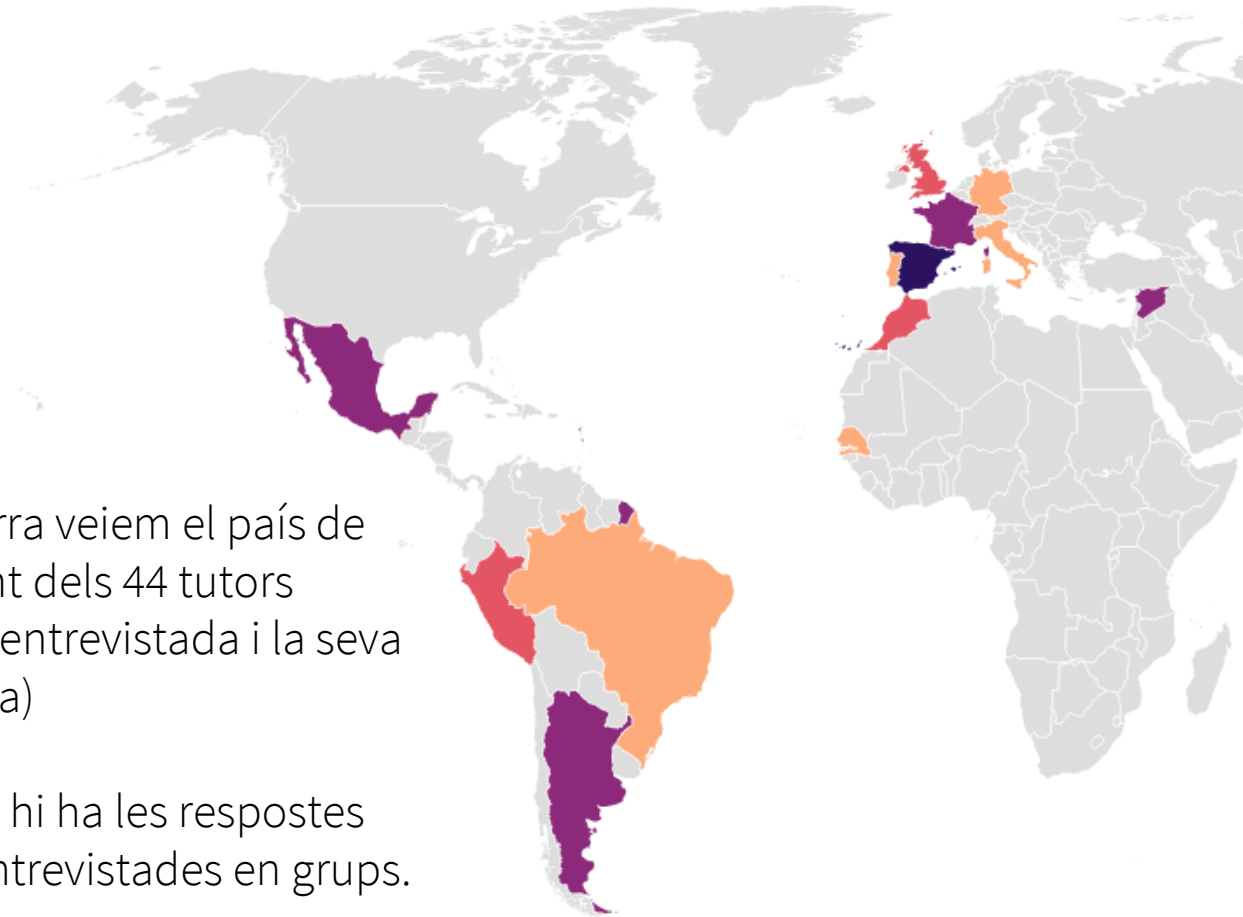 rra veiem el país de
nt dels 44 tutors
entrevistada i la seva
a)
hi ha les respostes
ntrevistades en grups.